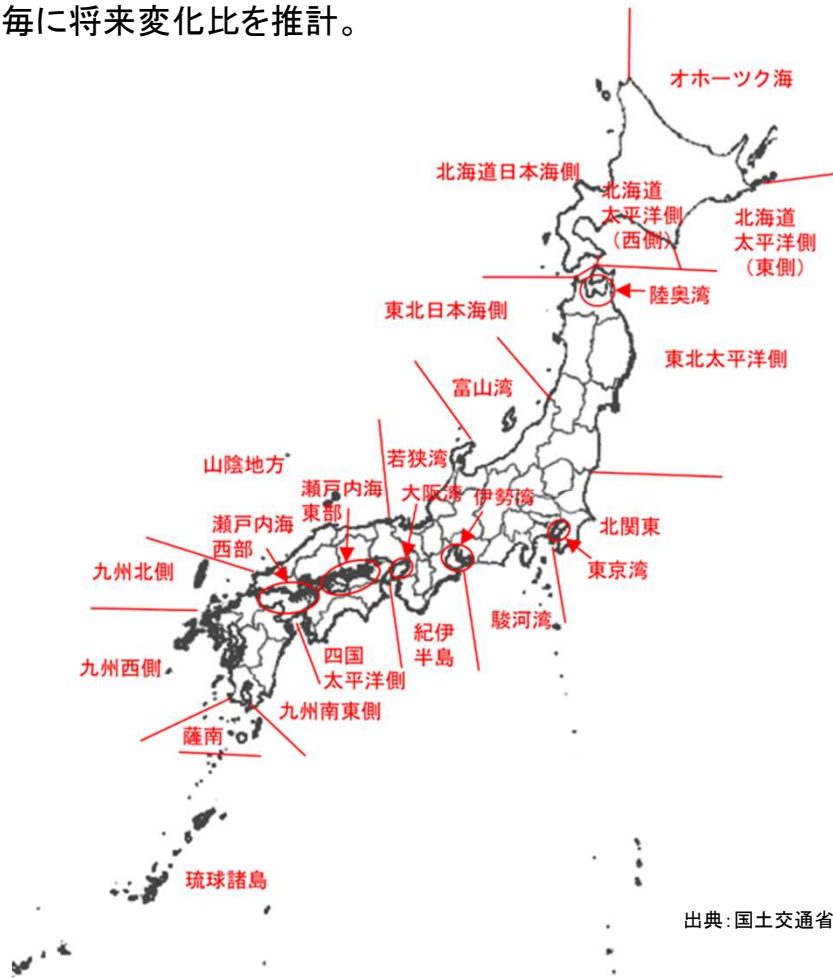 毎に将来変化比を推計。
オホーツク海
北海道日本海側
北海道
太平洋側
（西側）
北海道
太平洋側
（東側）
陸奥湾
東北日本海側
東北太平洋側
富山湾
若狭湾
山陰地方
瀬戸内海
東部
大阪湾
伊勢湾
瀬戸内海
西部
北関東
東京湾
九州北側
駿河湾
紀伊
半島
四国
太平洋側
九州西側
九州南東側
薩南
琉球諸島
出典：国土交通省